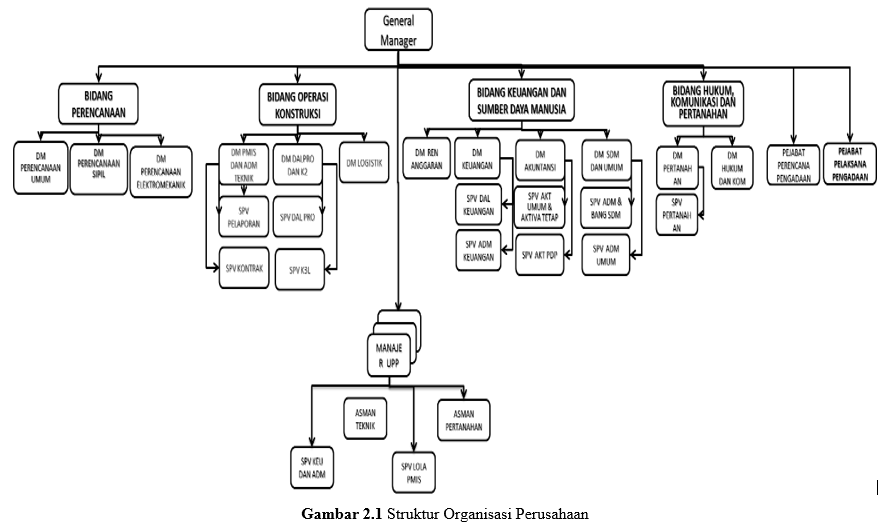 General
Manager
BIDANG
PERENCANAAN
BIDANG OPERASI
KONSTRUKSI
BIDANG KEUANGAN DAN
SUMBER DAYA MANUSIA
BIDANG HUKUM,
KOMUNIKASI DAN
PERTANAHAN
DM
PERENCANAAN
UMUM
DM
PERENCANAAN
SIPIL
DM
PERENCANAAN
ELEKTROMEKANIK
DM PMIS
DAN ADM
TEKNIK
DM DALPRO
DAN K2
DM LOGISTIK
DM REN
ANGGARAN
DM
KEUANGAN
DM
AKUNTANSI
DM SDM
DAN UMUM
DM
PERTANAH
AN
DM
HUKUM
DAN KOM
PEJABAT
PERENCANA
PENGADAAN
PEJABAT
PELAKSANA
PENGADAAN
SPV
PELAPORAN
SPV DAL PRO
SPV DAL
KEUANGAN
SPV AKT
UMUM &
AKTIVA TETAP
SPV ADM &
BANG SDM
SPV
PERTANAH
AN
SPV KONTRAK
SPV K3L
SPV ADM
KEUANGAN
SPV AKT PDP
SPV ADM
UMUM
MANAJE
R UPP
ASMAN
TEKNIK
ASMAN
PERTANAHAN
SPV KEU
DAN ADM
SPV LOLA
PMIS
Gambar 2.1 Struktur Organisasi Perusahaan